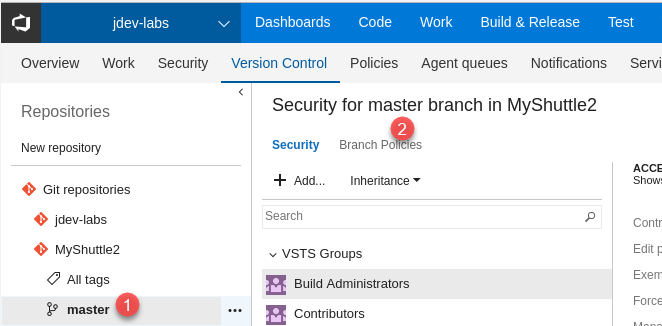 jdev-labs Dashboards Code Work Build & Release Test
Overview Work Security Version Control Policies Agent queues Notifications
Repositories
Security for master branch in MyShuttle2
2
New repository
Security Branch Policies
ACCE
Shows
Add... Inheritance
Git repositories
jdev-labs
Search
Contri
MyShuttle2
VSTS Groups
Edit p
All tags
Build Administrators
Exem
master 1 ...
Contributors
Force